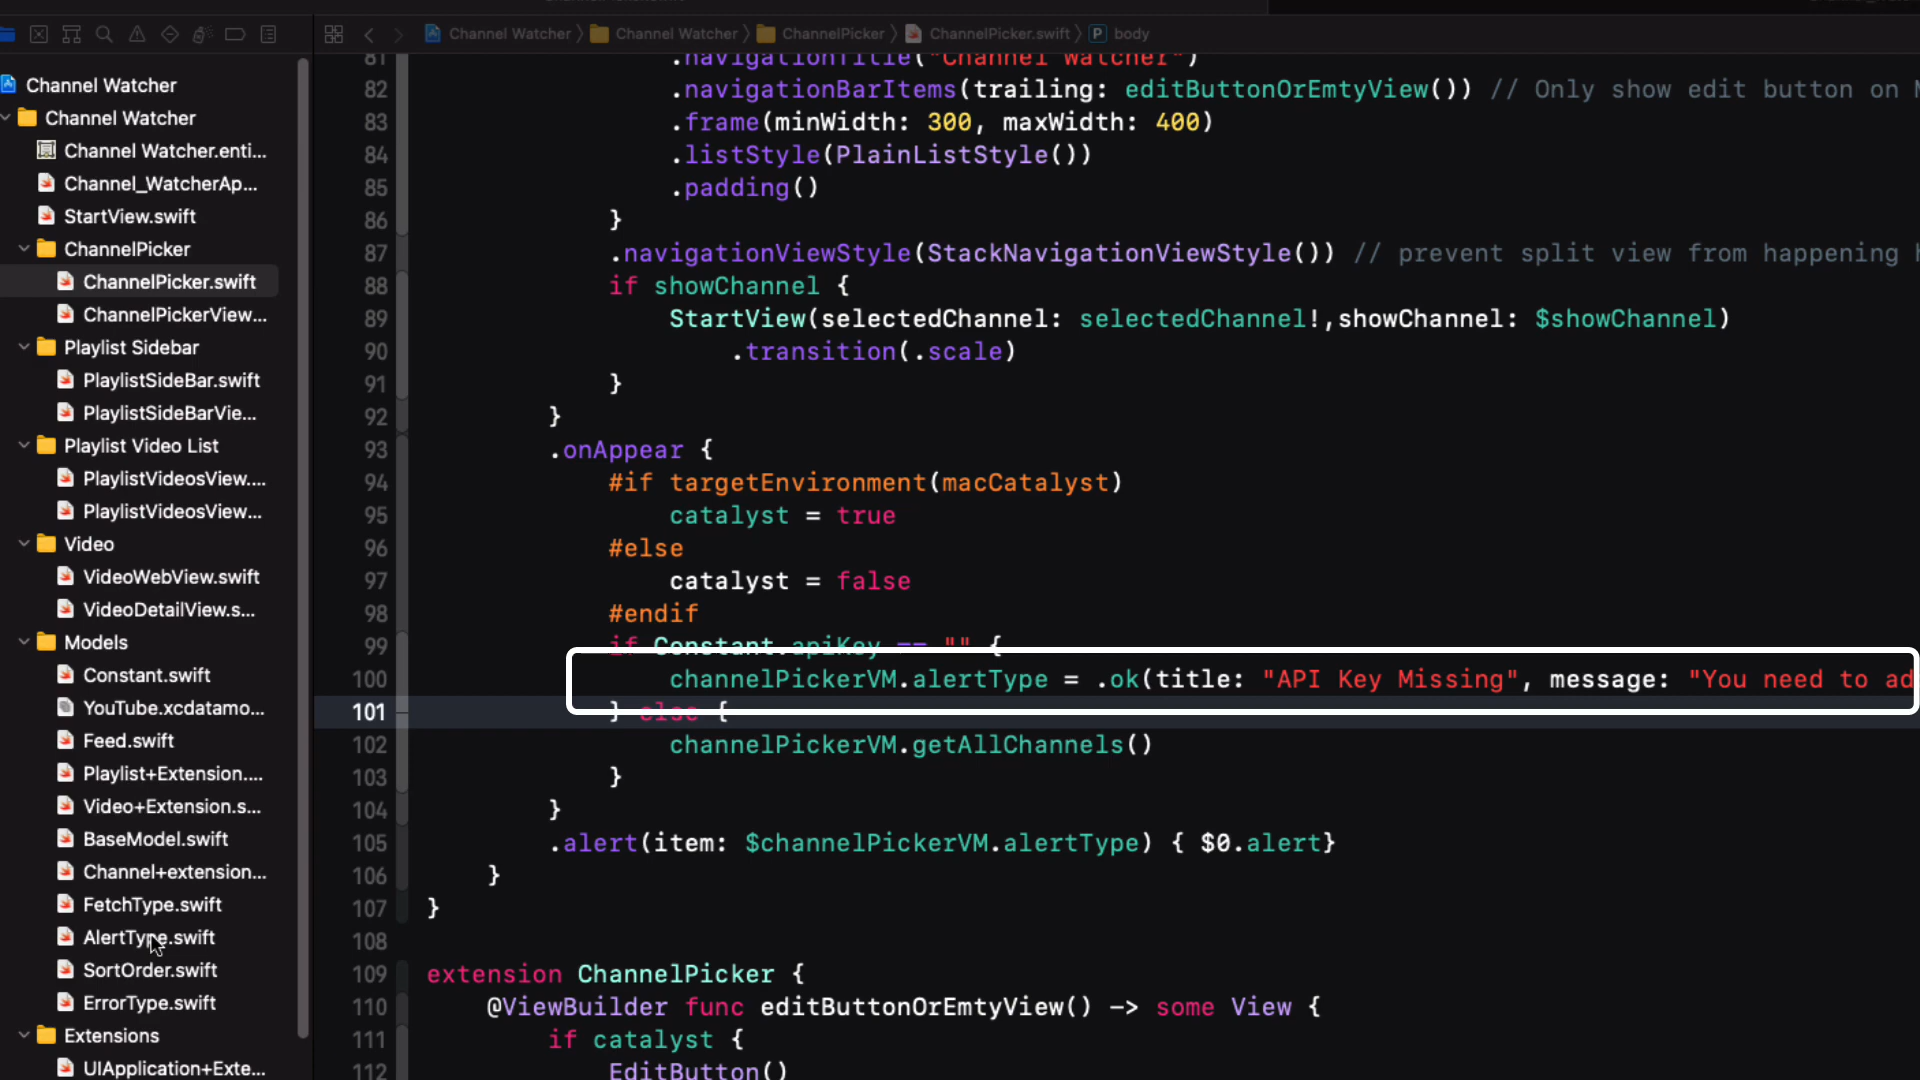 Channel Watcher
Channel Watcher
ChannelPicker
ChannelPicker.swift
P
body
Channel Watcher
Channel Watcher
Channel Watcher.enti...
Channel_WatcherAp...
StartView.swift
ChannelPicker
ChannelPicker.swift
ChannelPickerView...
Playlist Sidebar
PlaylistSideBar.swift
PlaylistSideBarVie...
Playlist Video List
PlaylistVideosView....
PlaylistVideosView...
Video
VideoWebView.swift
VideoDetailView.s...
Models
Constant.swift
YouTube.xcdatamo...
Feed.swift
Playlist+Extension....
Video+Extension.s...
BaseModel.swift
Channel+extension...
FetchType.swift
AlertType.swift
SortOrder.swift
ErrorType.swift
Extensions
UIApplication+Exte...
81 .navigationTitle("Channel Watcher")
82 .navigationBarItems(trailing: editButtonOrEmtyView()) // Only show edit button on
83 .frame(minWidth: 300, maxWidth: 400)
84 .listStyle(PlainListStyle())
85 .padding()
86 }
87 .navigationViewStyle(StackNavigationViewStyle()) // prevent split view from happening
88 if showChannel {
89 StartView(selectedChannel: selectedChannel!,showChannel: $showChannel)
90 .transition(.scale)
91 }
92 }
93 .onAppear {
94 #if targetEnvironment(macCatalyst)
95 catalyst = true
96 #else
97 catalyst = false
98 #endif
99 if Constant.apiKey == "" {
100 channelPickerVM.alertType = .ok(title: "API Key Missing", message: "You need to ad
101 } else {
102 channelPickerVM.getAllChannels()
103 }
104 }
105 .alert(item: $channelPickerVM.alertType) { $0.alert}
106 }
107 }
108
109 extension ChannelPicker {
110 @ViewBuilder func editButtonOrEmtyView() -> some View {
111 if catalyst {
112 EditButton()